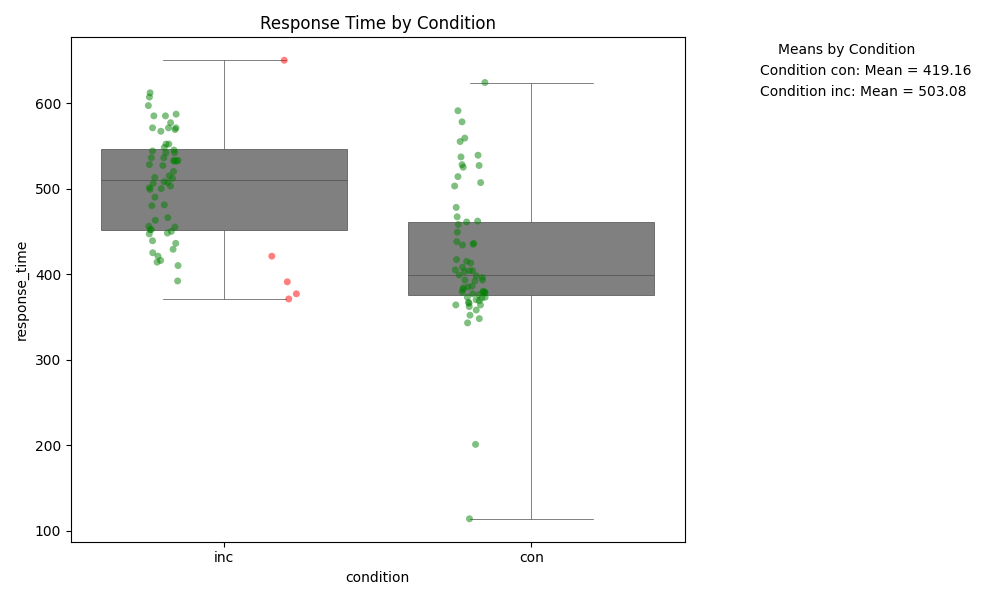 Response Time by Condition
Means by Condition
Condition con: Mean = 419.16
Condition inc: Mean = 503.08
response_time
600
500
400
300
200
100
inc
con
condition